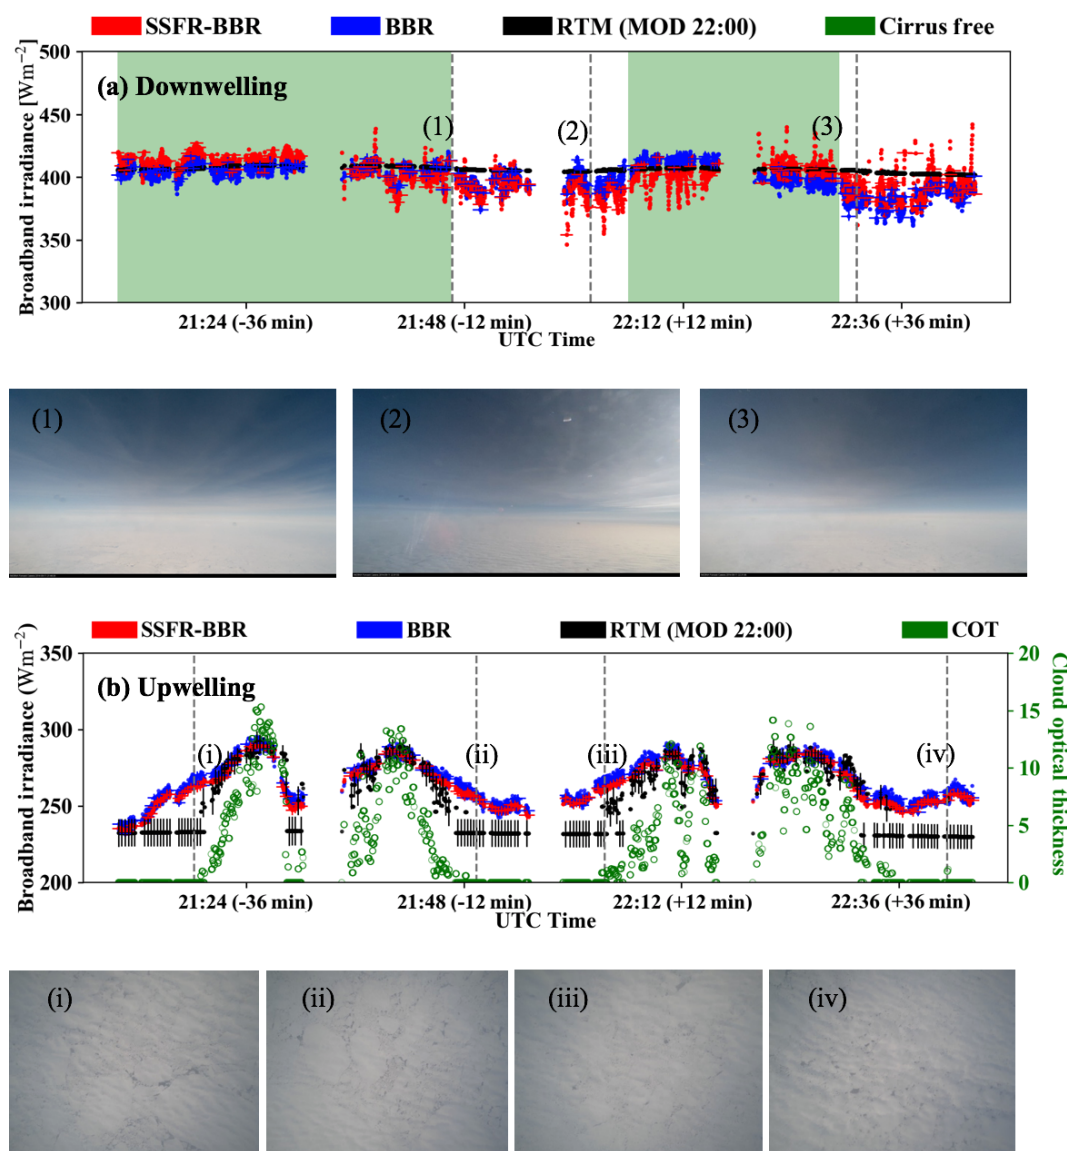 SSFR-BBR BBR RTM (MOD 22:00) Cirrus free
Broadband irradiance [Wm−2]
500
450
400
350
300
(a) Downwelling
(1)
(2)
(3)
21:24 (-36 min) 21:48 (-12 min) 22:12 (+12 min) 22:36 (+36 min)
UTC Time
(1) (2) (3)
SSFR-BBR BBR RTM (MOD 22:00) COT
Broadband irradiance (Wm−2)
350
300
250
200
(b) Upwelling
(i) (ii) (iii) (iv)
20
15
10
5
0
Cloud optical thickness
21:24 (-36 min) 21:48 (-12 min) 22:12 (+12 min) 22:36 (+36 min)
UTC Time
(i) (ii) (iii) (iv)